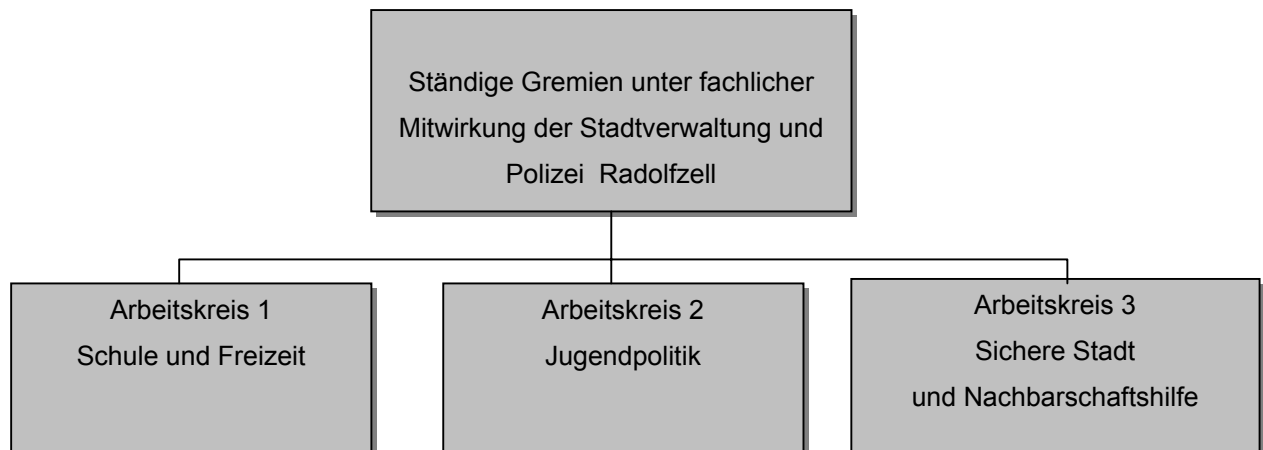 Ständige Gremien unter fachlicher
Mitwirkung der Stadtverwaltung und
Polizei Radolfzell
Arbeitskreis 1
Schule und Freizeit
Arbeitskreis 2
Jugendpolitik
Arbeitskreis 3
Sichere Stadt
und Nachbarschaftshilfe